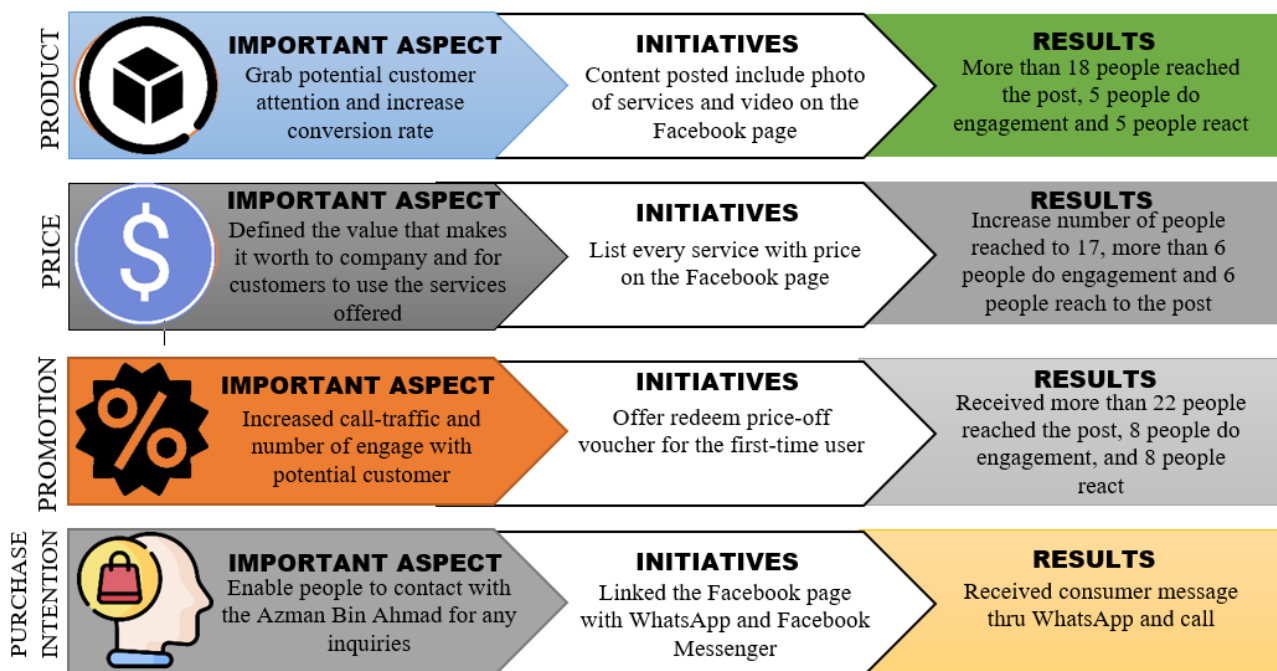 PRODUCT
IMPORTANT ASPECT
Grab potential customer
attention and increase
conversion rate
INITIATIVES
Content posted include photo
of services and video on the
Facebook page
RESULTS
More than 18 people reached
the post, 5 people do
engagement and 5 people react
PRICE
$
IMPORTANT ASPECT
Defined the value that makes
it worth to company and for
customers to use the services
offered
INITIATIVES
List every service with price
on the Facebook page
RESULTS
Increase number of people
reached to 17, more than 6
people do engagement and 6
people reach to the post
PROMOTION
%
IMPORTANT ASPECT
Increased call-traffic and
number of engage with
potential customer
INITIATIVES
Offer redeem price-off
voucher for the first-time user
RESULTS
Received more than 22 people
reached the post, 8 people do
engagement, and 8 people
react
PURCHASE
INTENTION
IMPORTANT ASPECT
Enable people to contact with
the Azman Bin Ahmad for any
inquiries
INITIATIVES
Linked the Facebook page
with WhatsApp and Facebook
Messenger
RESULTS
Received consumer message
thru WhatsApp and call